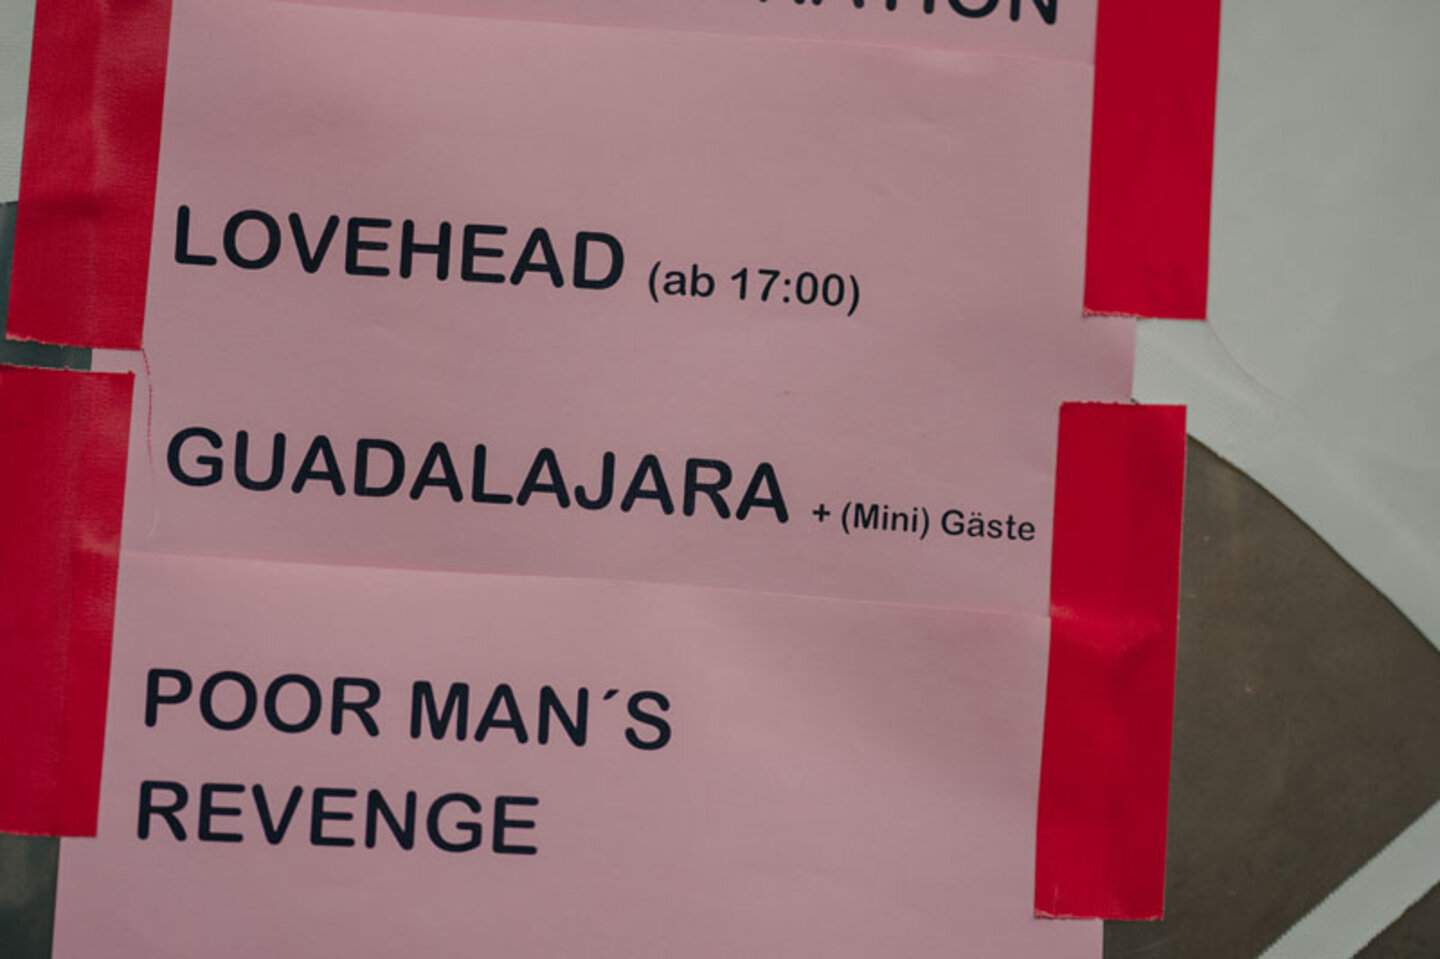 LOVEHEAD (ab 17:00)
GUADALAJARA + (Mini) Gäste
POOR MAN´S
REVENGE